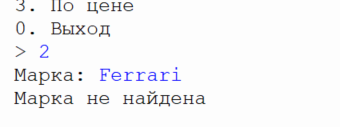 3. По цене
0. Выход
> 2
Марка: Ferrari
Марка не найдена